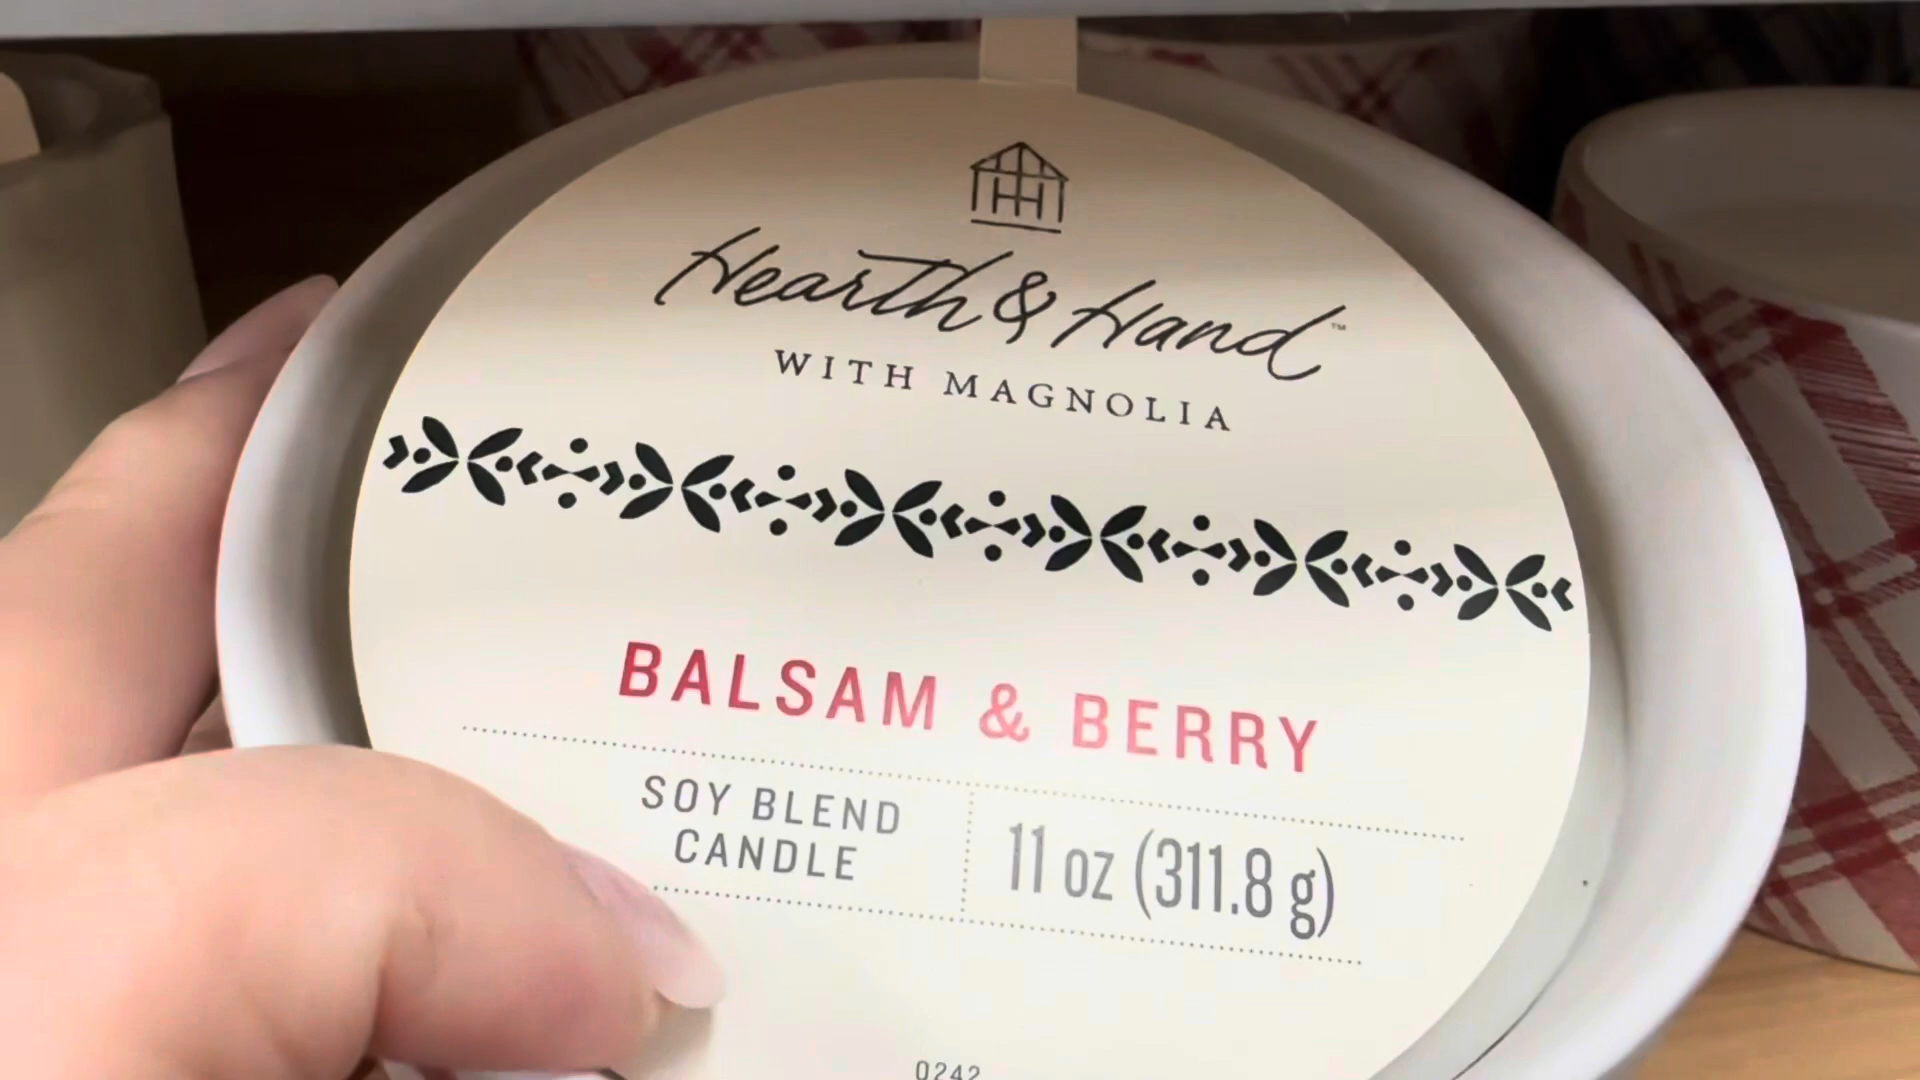 Hearth & Hand™
WITH MAGNOLIA
BALSAM & BERRY
SOY BLEND
CANDLE
11 oz (311.8 g)
0242